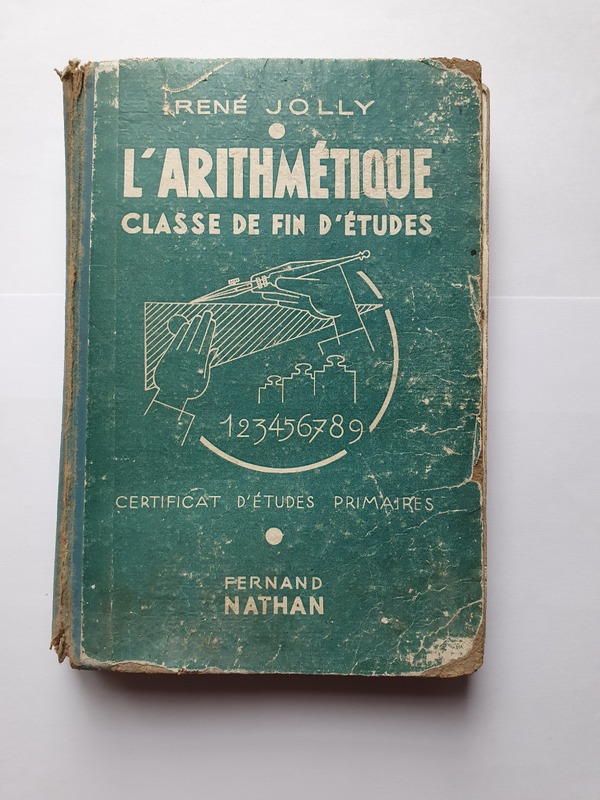 RENÉ JOLLY
L'ARITHMÉTIQUE
CLASSE DE FIN D'ÉTUDES
123456789
CERTIFICAT D'ÉTUDES PRIMAIRES
FERNAND
NATHAN